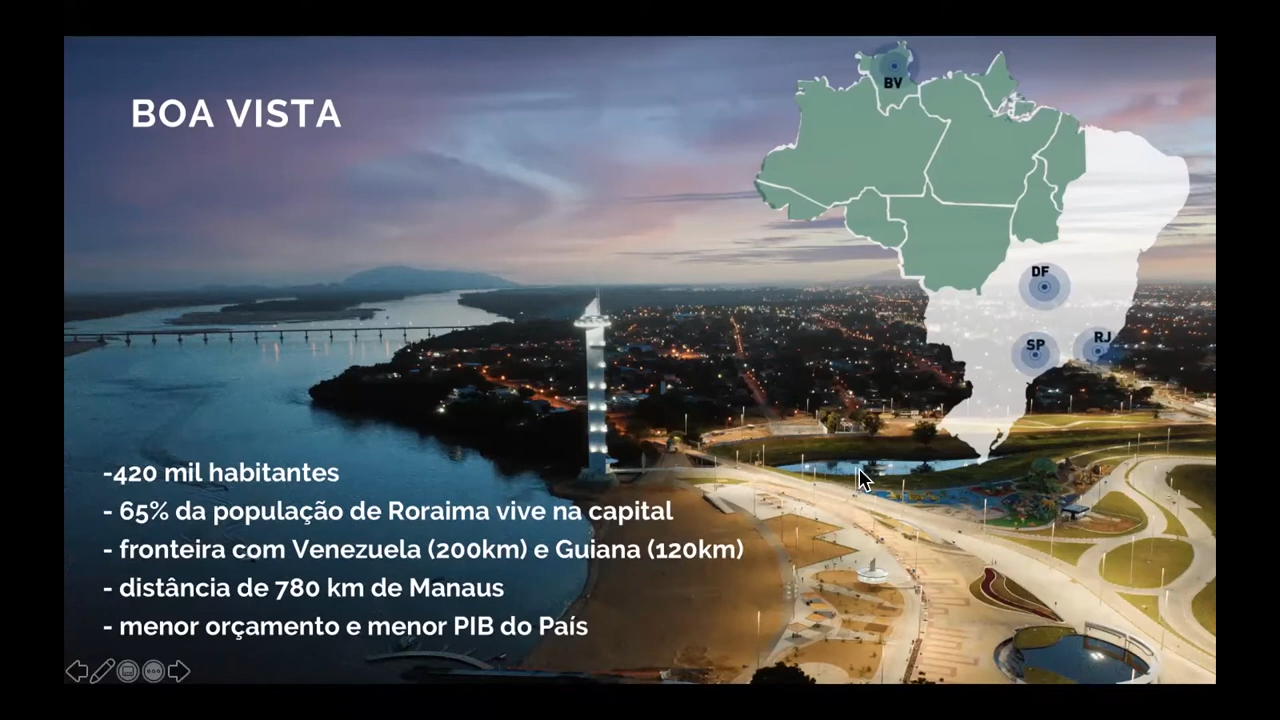 BOA VISTA
BV
DF
SP
RJ
-420 mil habitantes
- 65% da população de Roraima vive na capital
- fronteira com Venezuela (200km) e Guiana (120km)
- distância de 780 km de Manaus
- menor orçamento e menor PIB do País